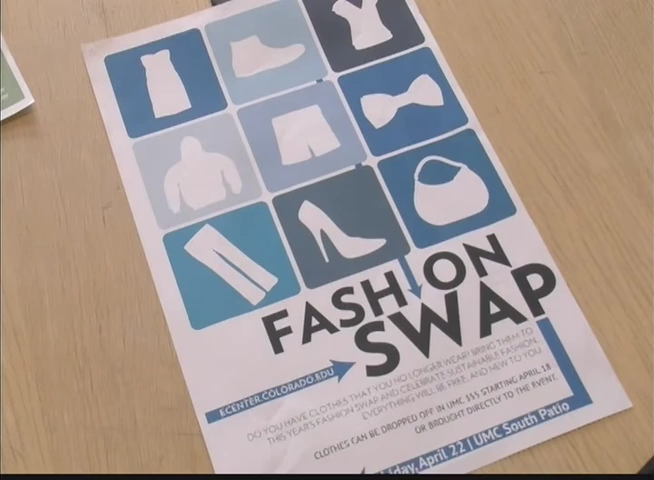 FASHION
SWAP
ECENTER.COLORADO.EDU
DO YOU HAVE CLOTHES THAT YOU NO LONGER WEAR? BRING THEM TO
THIS YEAR'S FASHION SWAP AND CELEBRATE SUSTAINABLE FASHION.
EVERYTHING WILL BE FREE, AND NEW TO YOU
CLOTHES CAN BE DROPPED OFF IN UMC 355 STARTING APRIL 18
OR BROUGHT DIRECTLY TO THE EVENT.
Friday, April 22 | UMC South Patio